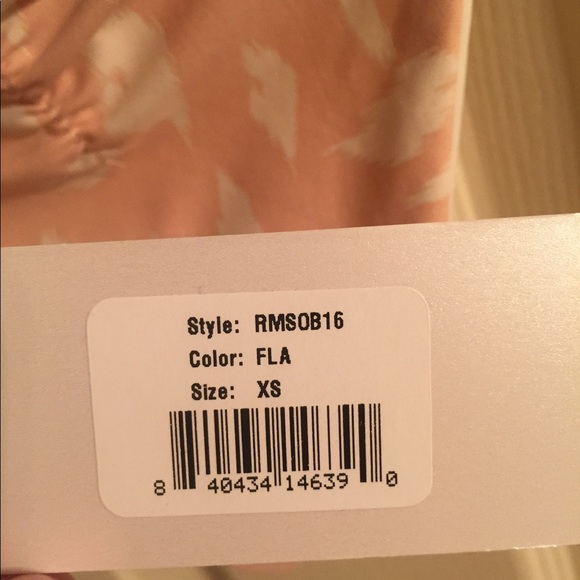 Style: RMSOB16
Color: FLA
Size: XS
8 40434 14639 0